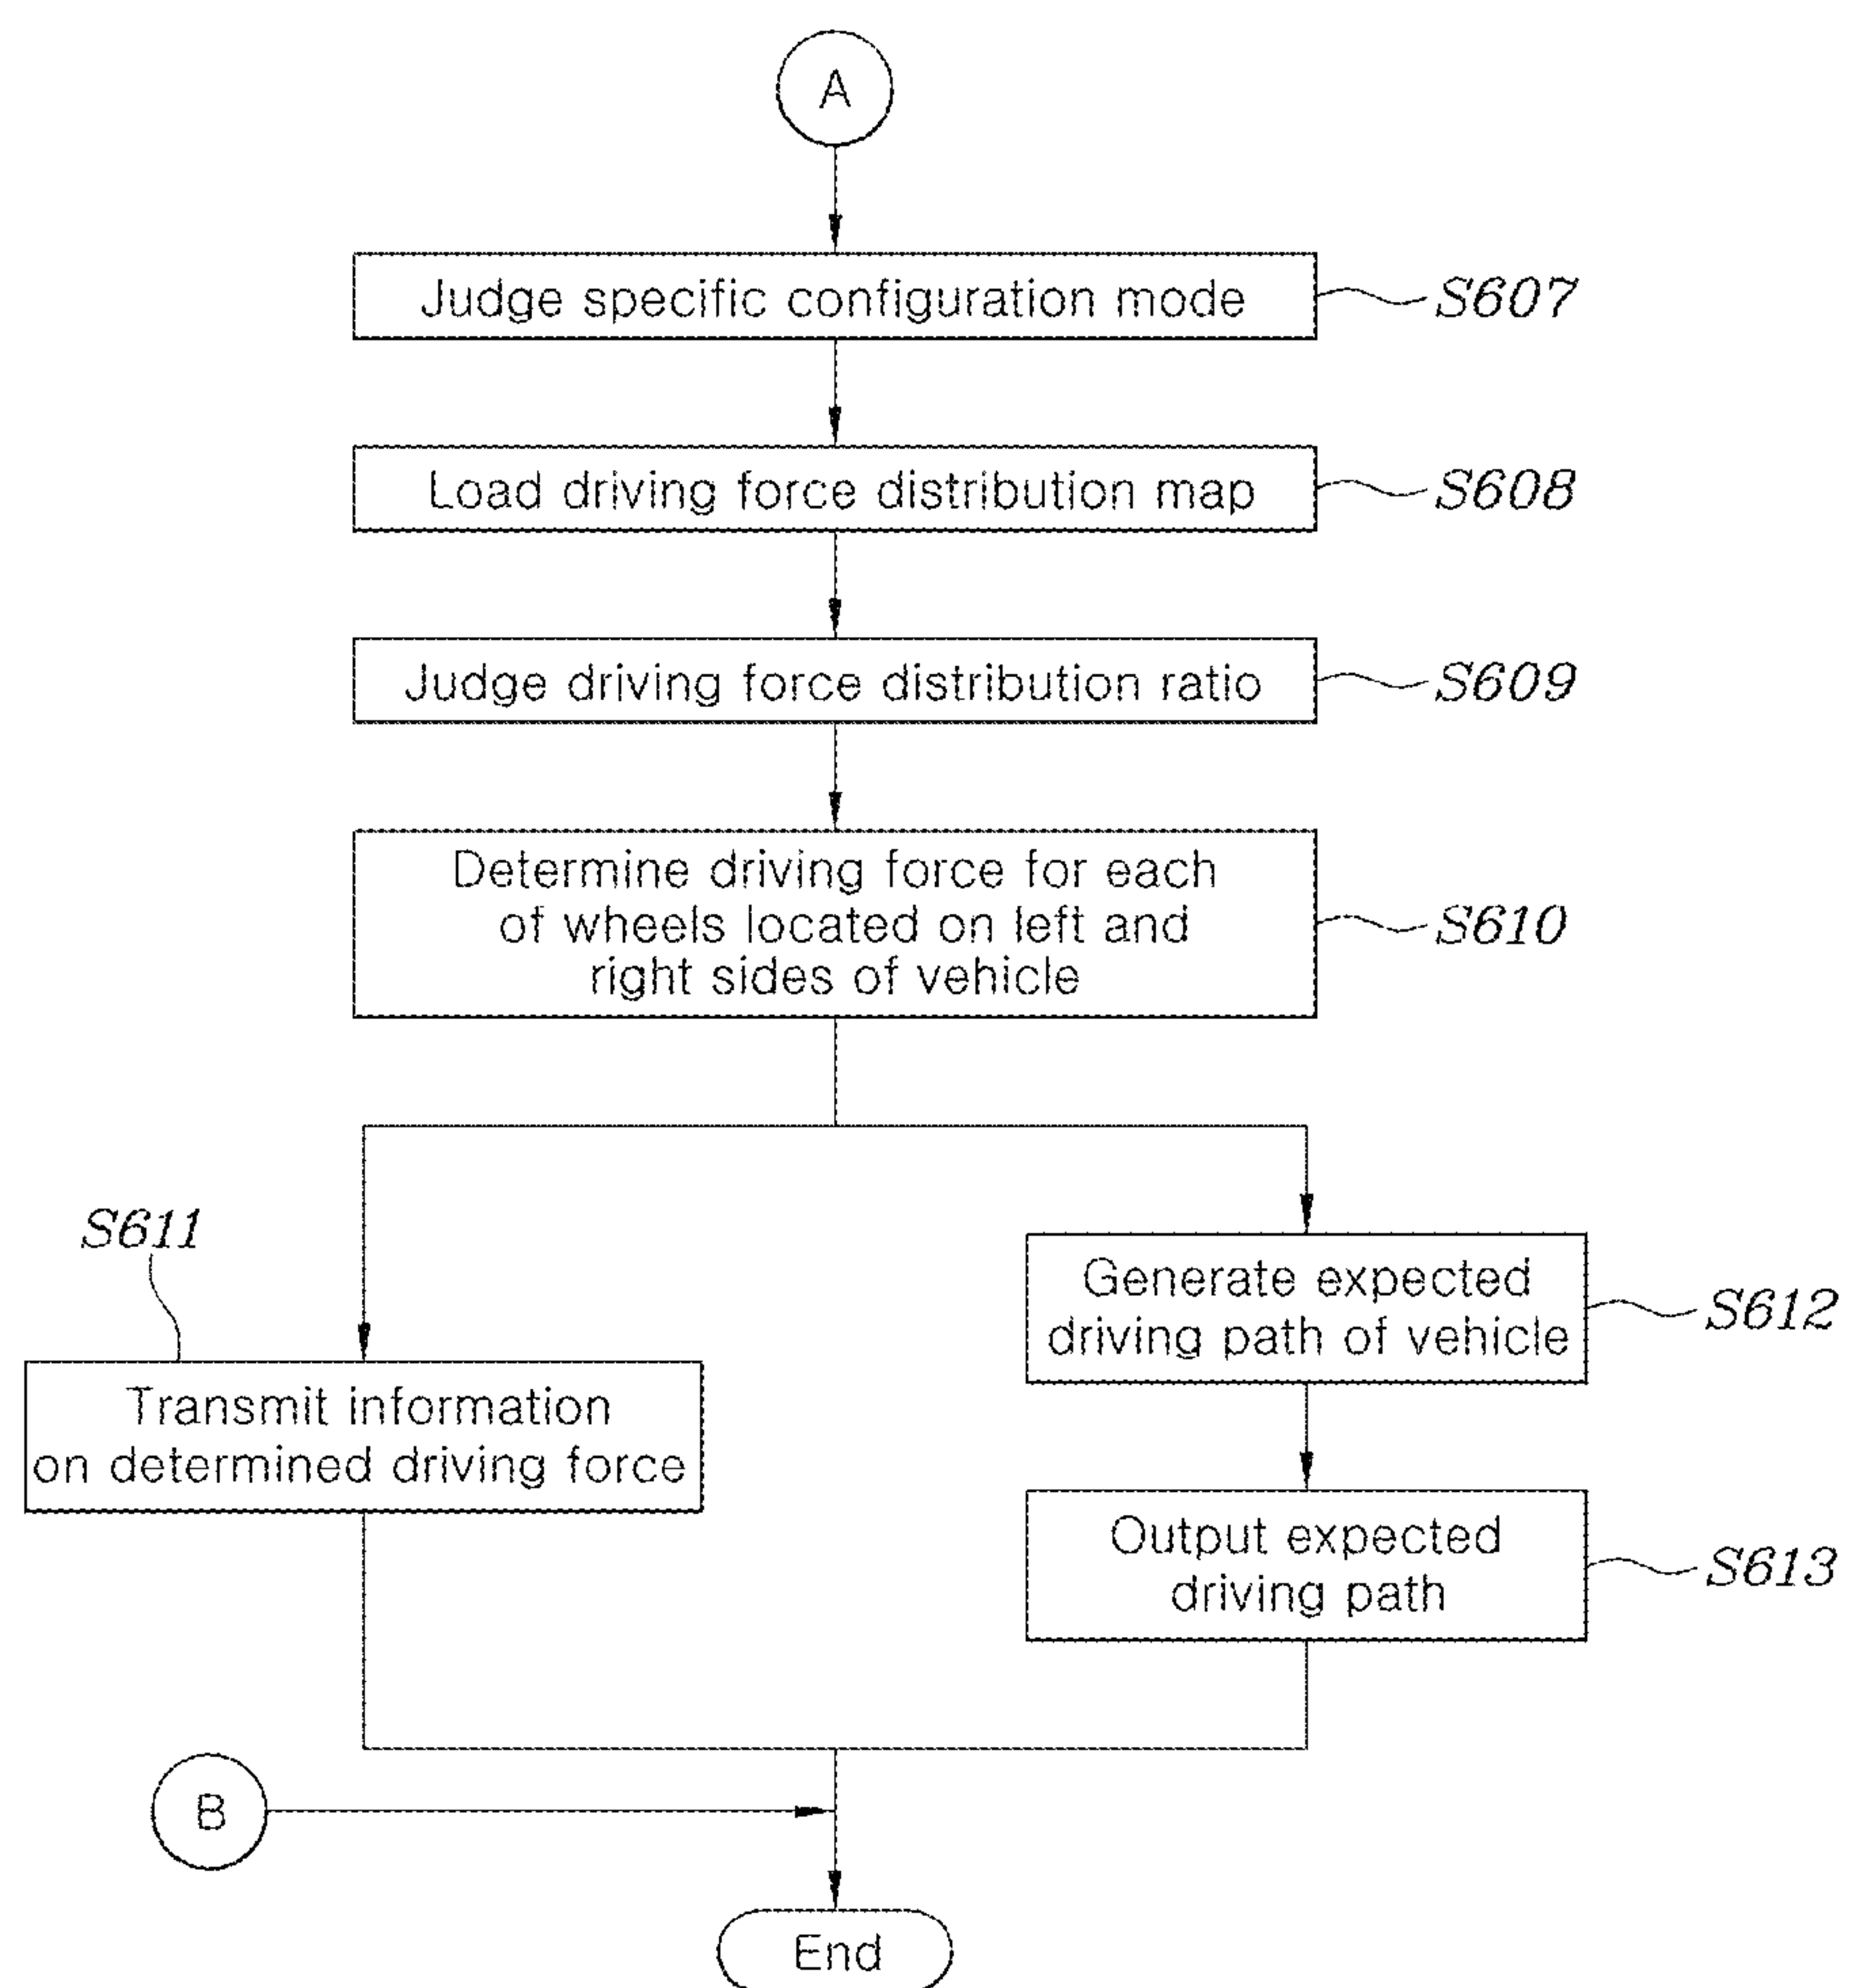 A
Judge specific configuration mode
S607
Load driving force distribution map
S608
Judge driving force distribution ratio
S609
Determine driving force for each
of wheels located on left and
right sides of vehicle
S610
S611
Transmit information
on determined driving force
Generate expected
driving path of vehicle
S612
Output expected
driving path
S613
B
End